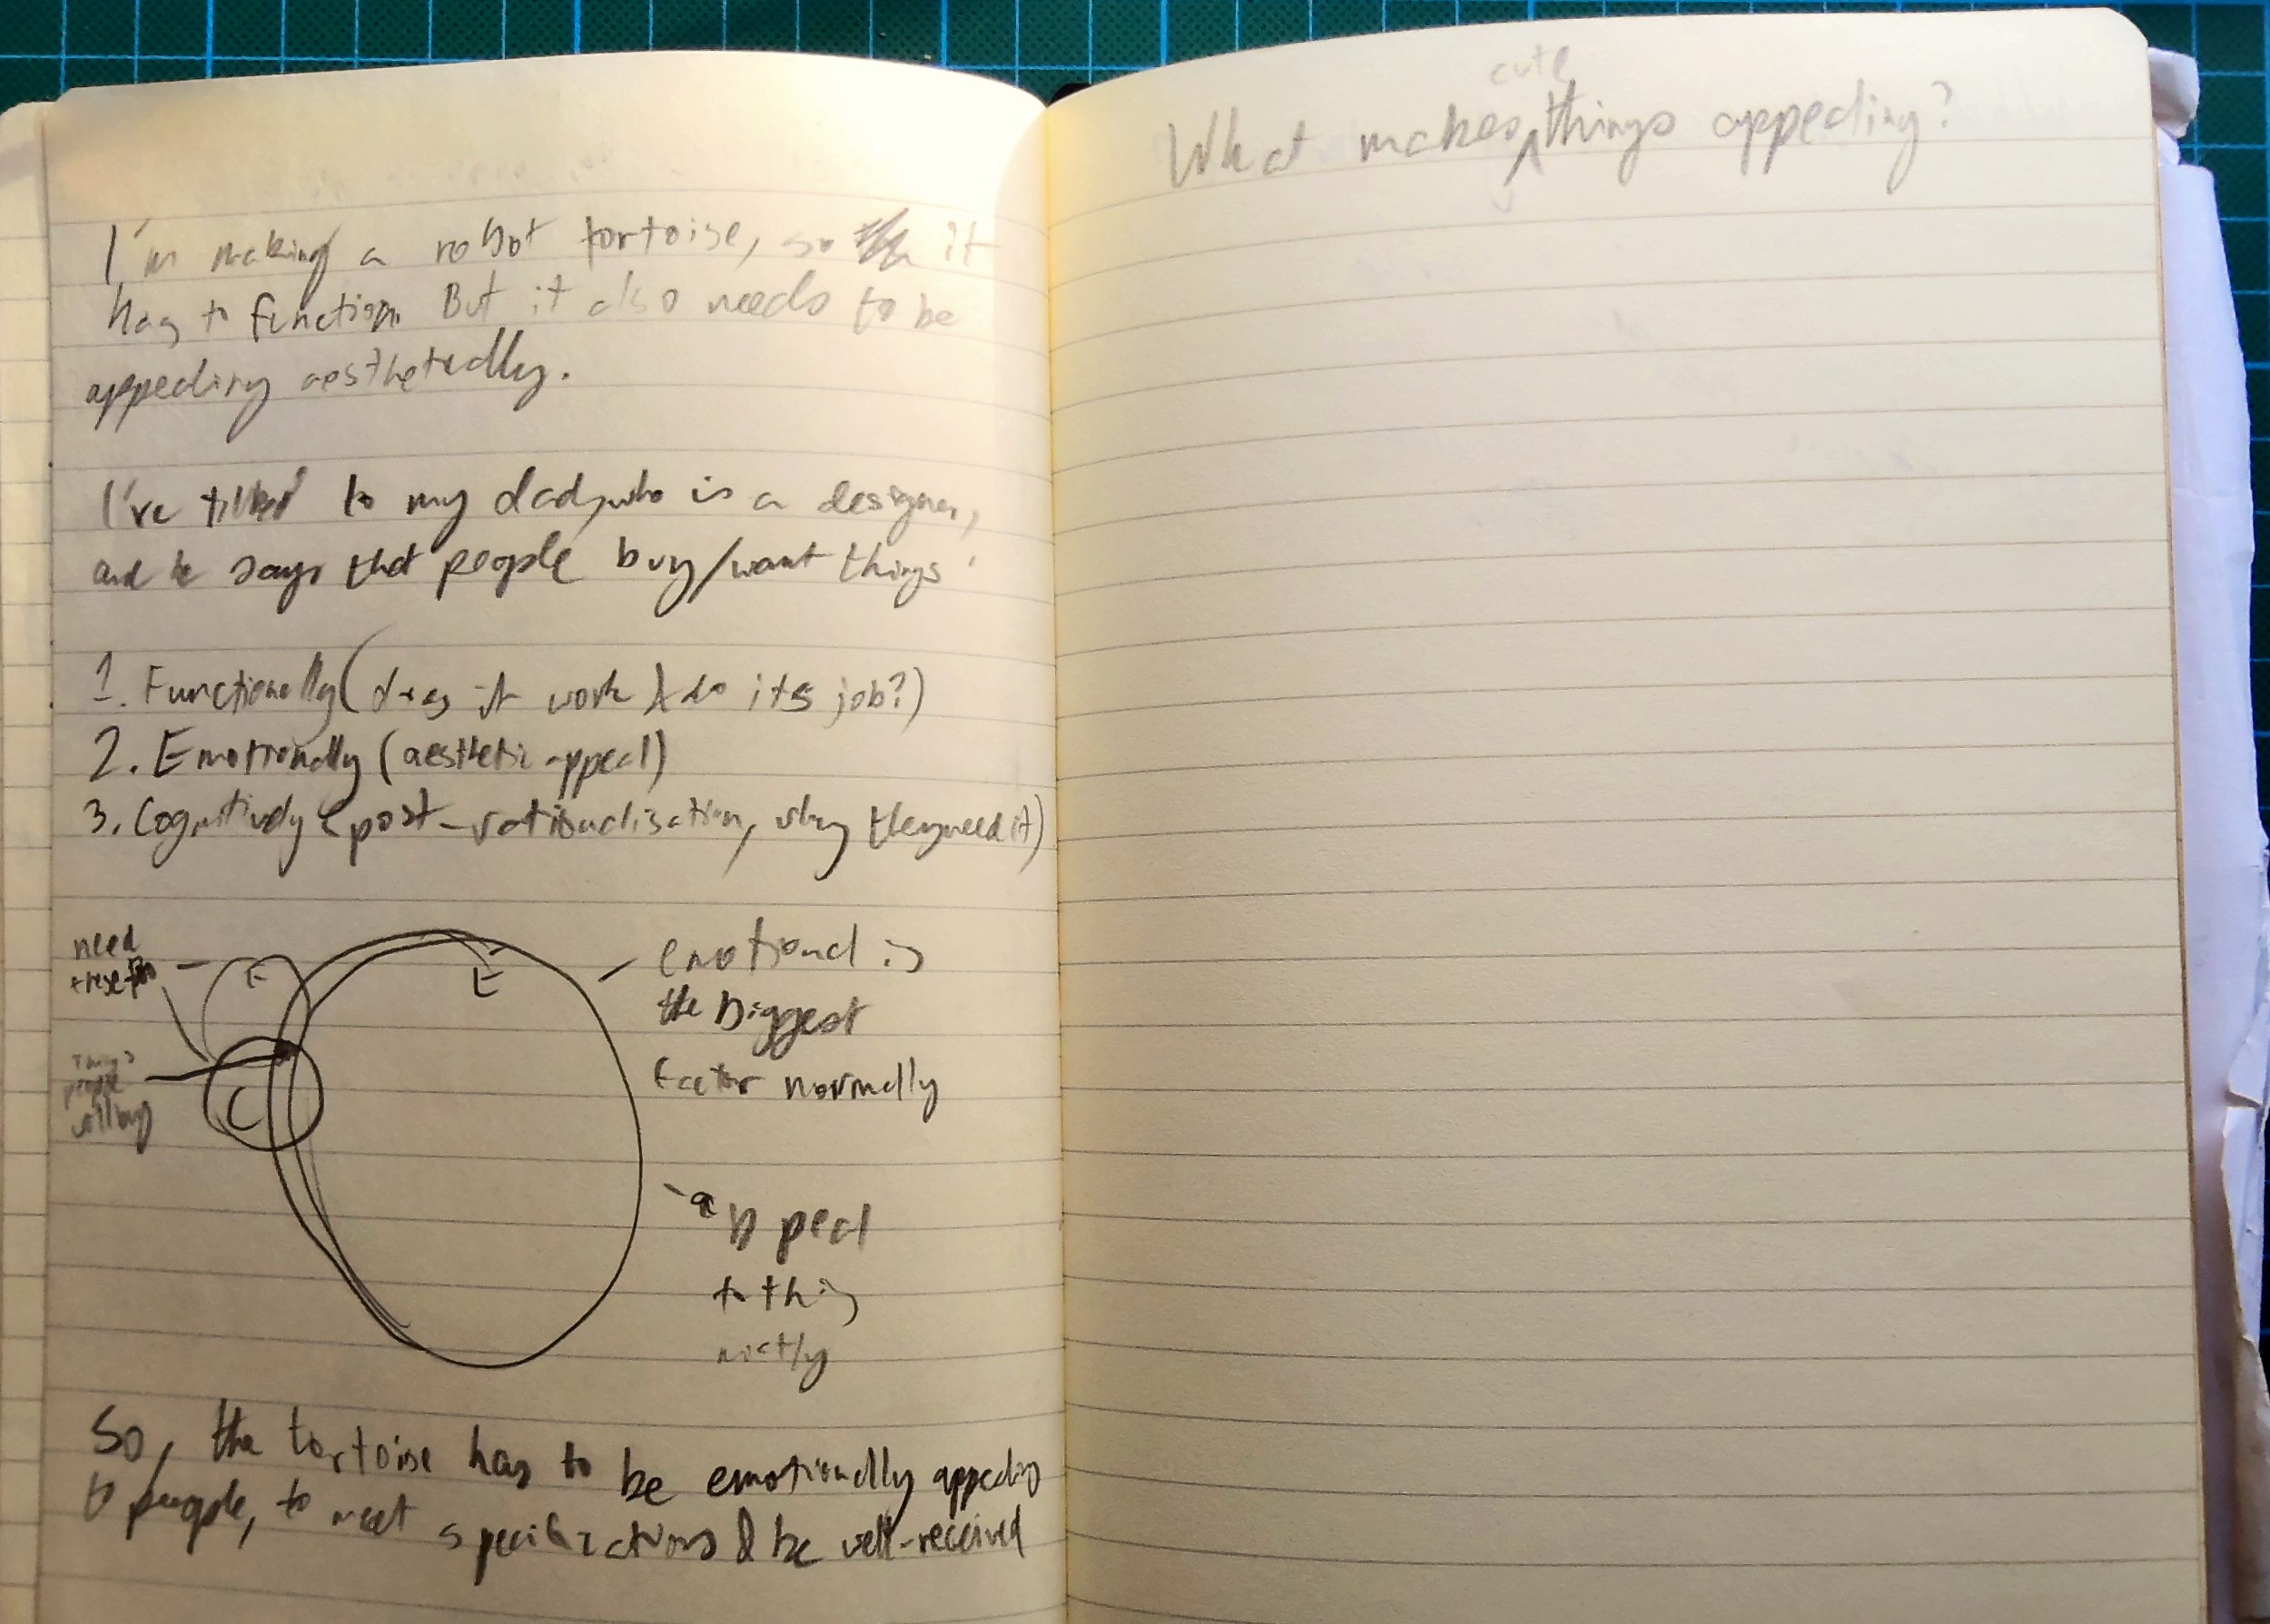 I'm making a robot tortoise, so it
has to function. But it also needs to be
appealing aesthetically.
I've talked to my dad, who is a designer,
and he says that people buy/want things:
1. Functionally (does it work & do its job?)
2. Emotionally (aesthetic appeal)
3. Cognitively (post-rationalisation, why they need it)
need
these
F
E
C
things
people
will buy
emotional is
the biggest
factor normally
appeal
to this
mostly
So, the tortoise has to be emotionally appealing
to people, to meet specifications & be well-received
cute
What makes things appealing?